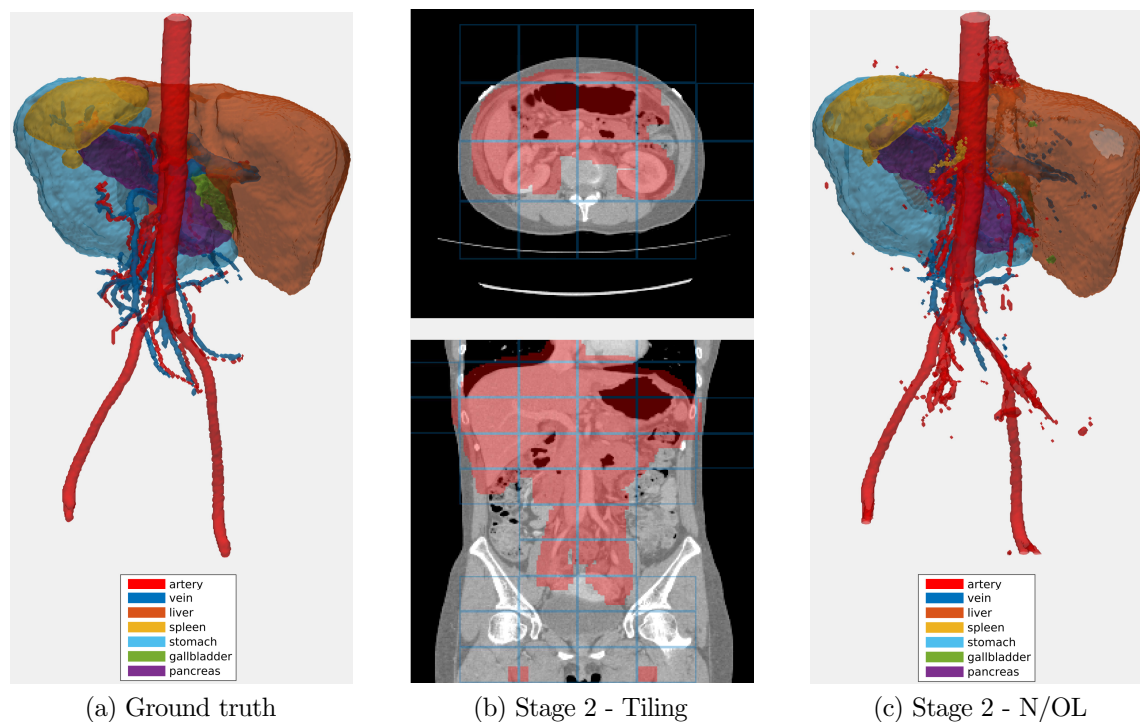 artery
vein
liver
spleen
stomach
gallbladder
pancreas
artery
vein
liver
spleen
stomach
gallbladder
pancreas
(a) Ground truth
(b) Stage 2 - Tiling
(c) Stage 2 - N/OL